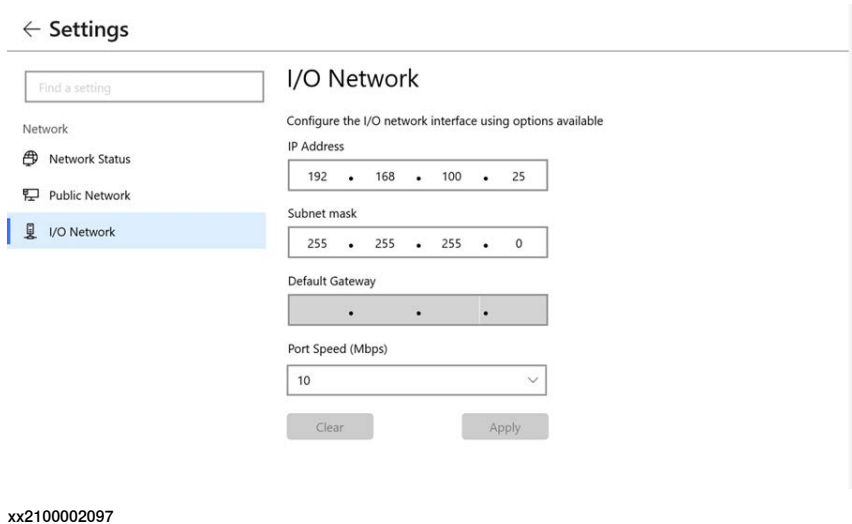 ← Settings
Find a setting
Network
Network Status
Public Network
I/O Network
I/O Network
Configure the I/O network interface using options available
IP Address
192 . 168 . 100 . 25
Subnet mask
255 . 255 . 255 . 0
Default Gateway
. . .
Port Speed (Mbps)
10
Clear Apply
xx2100002097